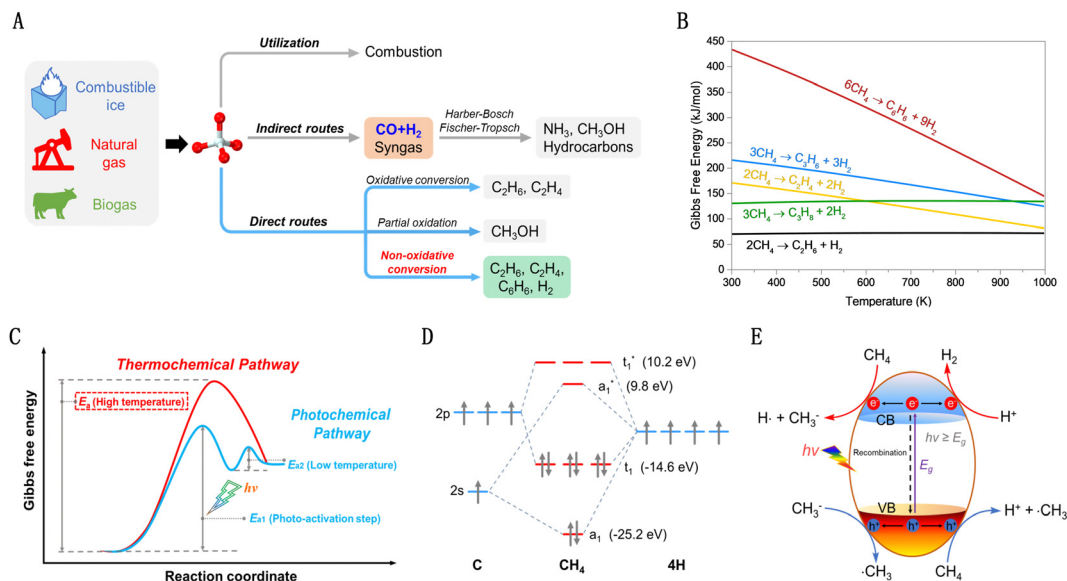 A
Combustible
ice
Natural
gas
Biogas
Utilization
Combustion
Indirect routes
CO+H₂
Syngas
Harber-Bosch
Fischer-Tropsch
NH₃, CH₃OH
Hydrocarbons
Direct routes
Oxidative conversion
C₂H₆, C₂H₄
Partial oxidation
CH₃OH
Non-oxidative
conversion
C₂H₆, C₂H₄,
C₆H₆, H₂
B
Gibbs Free Energy (kJ/mol)
450
400
350
300
250
200
150
100
50
0
6CH₄ → C₆H₆ + 9H₂
3CH₄ → C₃H₆ + 3H₂
2CH₄ → C₂H₄ + 2H₂
3CH₄ → C₃H₈ + 2H₂
2CH₄ → C₂H₆ + H₂
300 400 500 600 700 800 900 1000
Temperature (K)
C
Gibbs free energy
Thermochemical Pathway
Eₐ (High temperature)
Photochemical
Pathway
Eₐ₂ (Low temperature)
hν
Eₐ₁ (Photo-activation step)
Reaction coordinate
D
t₁* (10.2 eV)
a₁* (9.8 eV)
2p
t₁ (-14.6 eV)
2s
a₁ (-25.2 eV)
C CH₄ 4H
E
CH₄ H₂
e⁻ e⁻ e⁻
H· + CH₃⁻ CB H⁺
hν ≥ E_g
hν Recombination
E_g
CH₃⁻ VB H⁺ + ·CH₃
h⁺ h⁺ h⁺
·CH₃ CH₄